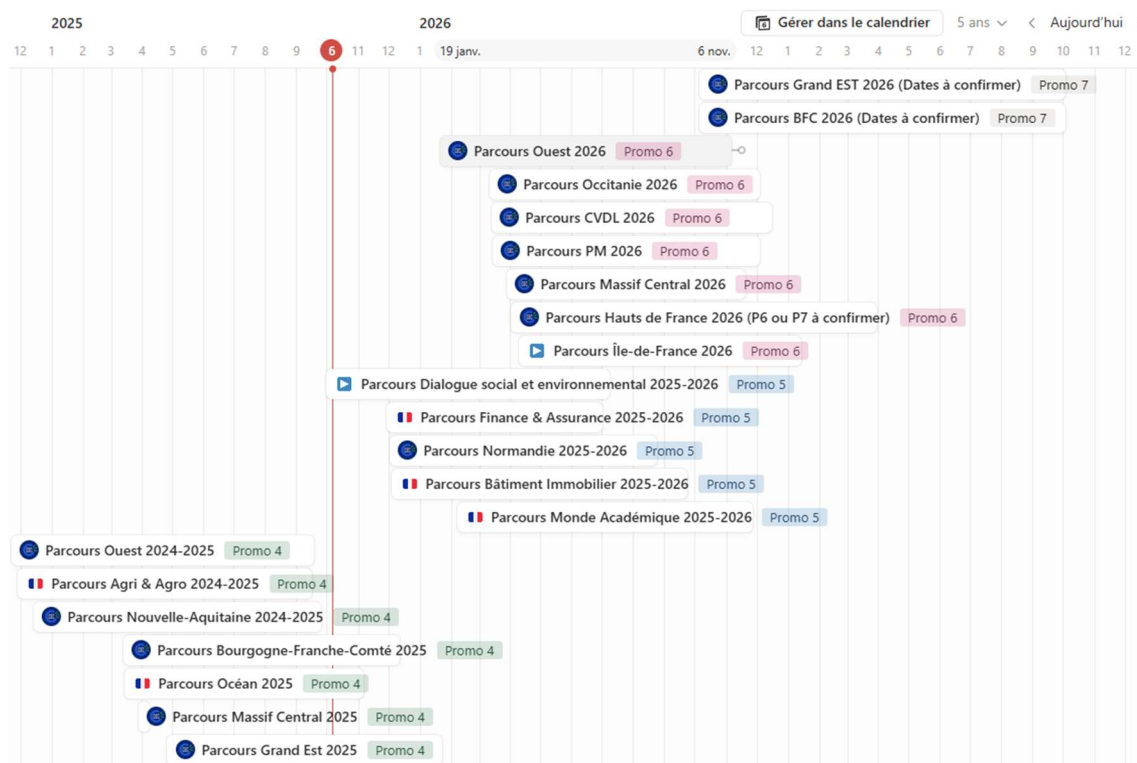 2025 2026 Gérer dans le calendrier 5 ans Aujourd'hui
12 1 2 3 4 5 6 7 8 9 6 11 12 1 19 janv. 6 nov. 12 1 2 3 4 5 6 7 8 9 10 11 12
Parcours Grand EST 2026 (Dates à confirmer) Promo 7
Parcours BFC 2026 (Dates à confirmer) Promo 7
Parcours Ouest 2026 Promo 6
Parcours Occitanie 2026 Promo 6
Parcours CVDL 2026 Promo 6
Parcours PM 2026 Promo 6
Parcours Massif Central 2026 Promo 6
Parcours Hauts de France 2026 (P6 ou P7 à confirmer) Promo 6
Parcours Île-de-France 2026 Promo 6
Parcours Dialogue social et environnemental 2025-2026 Promo 5
Parcours Finance & Assurance 2025-2026 Promo 5
Parcours Normandie 2025-2026 Promo 5
Parcours Bâtiment Immobilier 2025-2026 Promo 5
Parcours Monde Académique 2025-2026 Promo 5
Parcours Ouest 2024-2025 Promo 4
Parcours Agri & Agro 2024-2025 Promo 4
Parcours Nouvelle-Aquitaine 2024-2025 Promo 4
Parcours Bourgogne-Franche-Comté 2025 Promo 4
Parcours Océan 2025 Promo 4
Parcours Massif Central 2025 Promo 4
Parcours Grand Est 2025 Promo 4